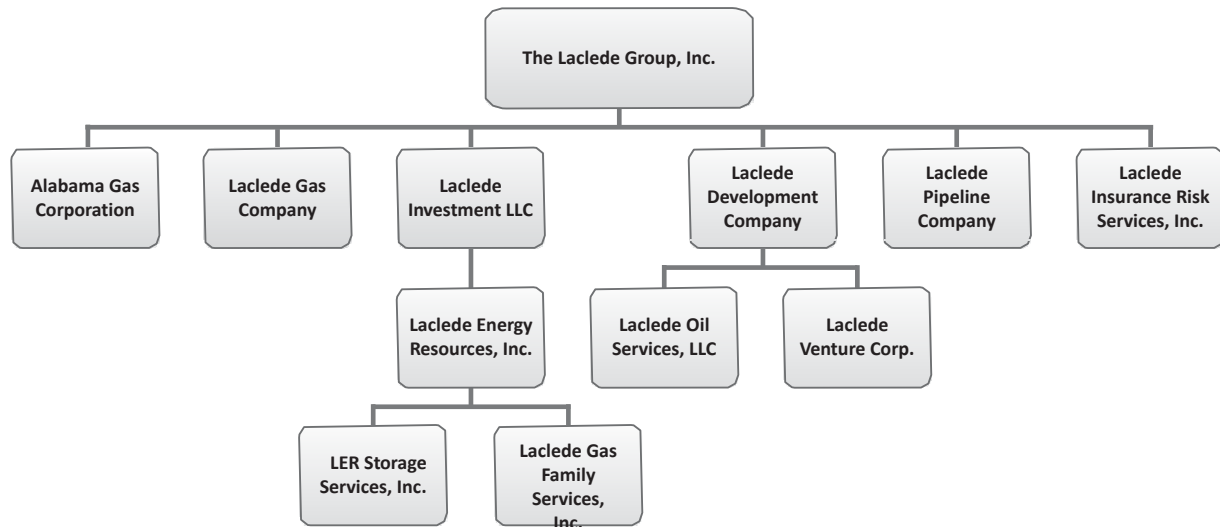 The Laclede Group, Inc.
Alabama Gas
Corporation
Laclede Gas
Company
Laclede
Investment LLC
Laclede
Development
Company
Laclede
Pipeline
Company
Laclede
Insurance Risk
Services, Inc.
Laclede Energy
Resources, Inc.
Laclede Oil
Services, LLC
Laclede
Venture Corp.
LER Storage
Services, Inc.
Laclede Gas
Family
Services,
Inc.